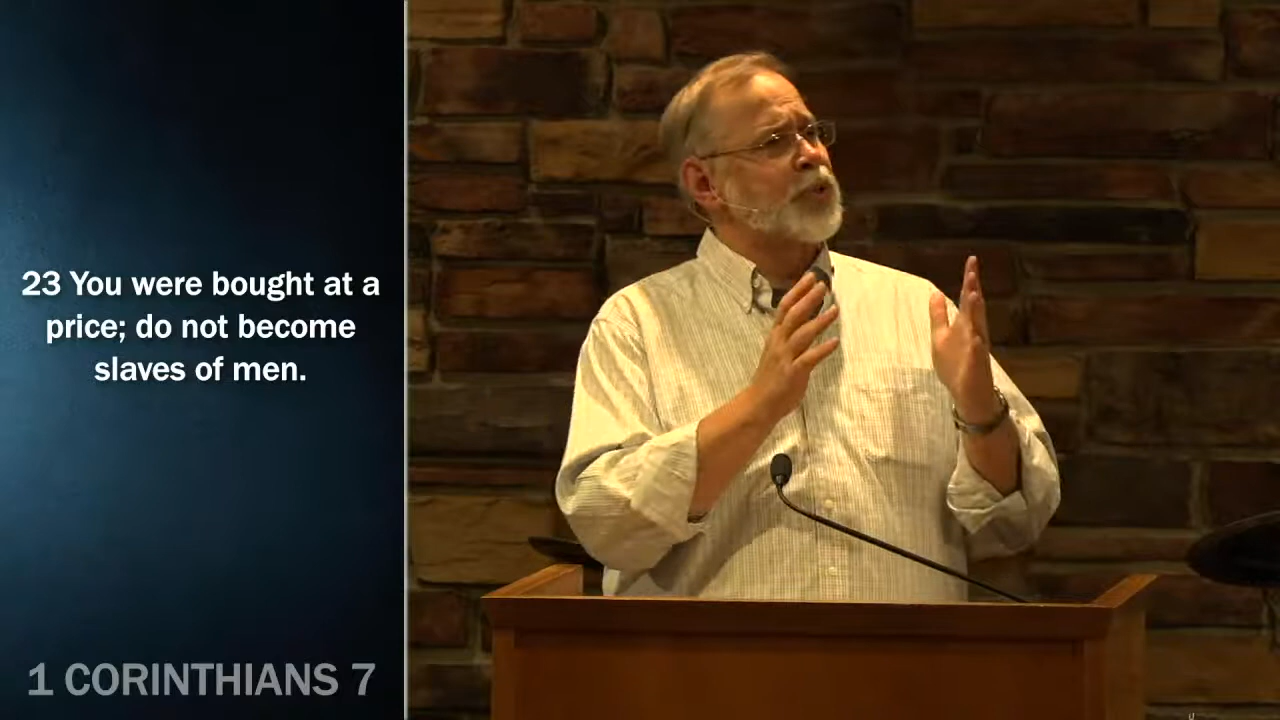 23 You were bought at a
price; do not become
slaves of men.
1 CORINTHIANS 7